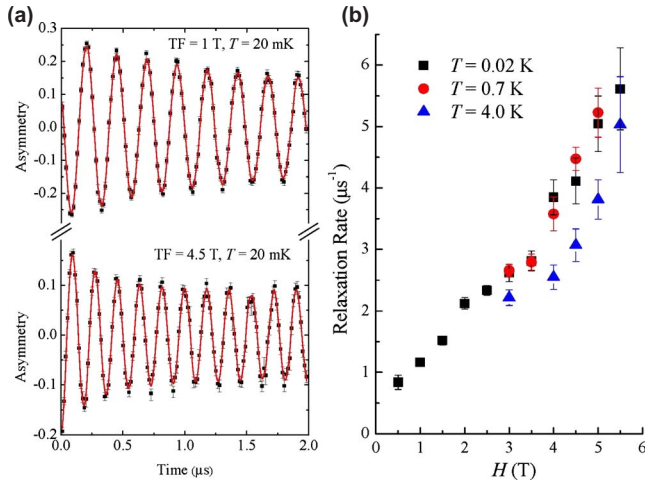 (a)
TF = 1 T, T = 20 mK
0.3
0.2
0.1
0.0
-0.1
-0.2
Asymmetry
TF = 4.5 T, T = 20 mK
0.1
0.0
-0.1
-0.2
Asymmetry
0.0 0.5 1.0 1.5 2.0
Time (μs)
(b)
T = 0.02 K
T = 0.7 K
T = 4.0 K
6
5
4
3
2
1
0
Relaxation Rate (μs⁻¹)
0 1 2 3 4 5 6
H (T)